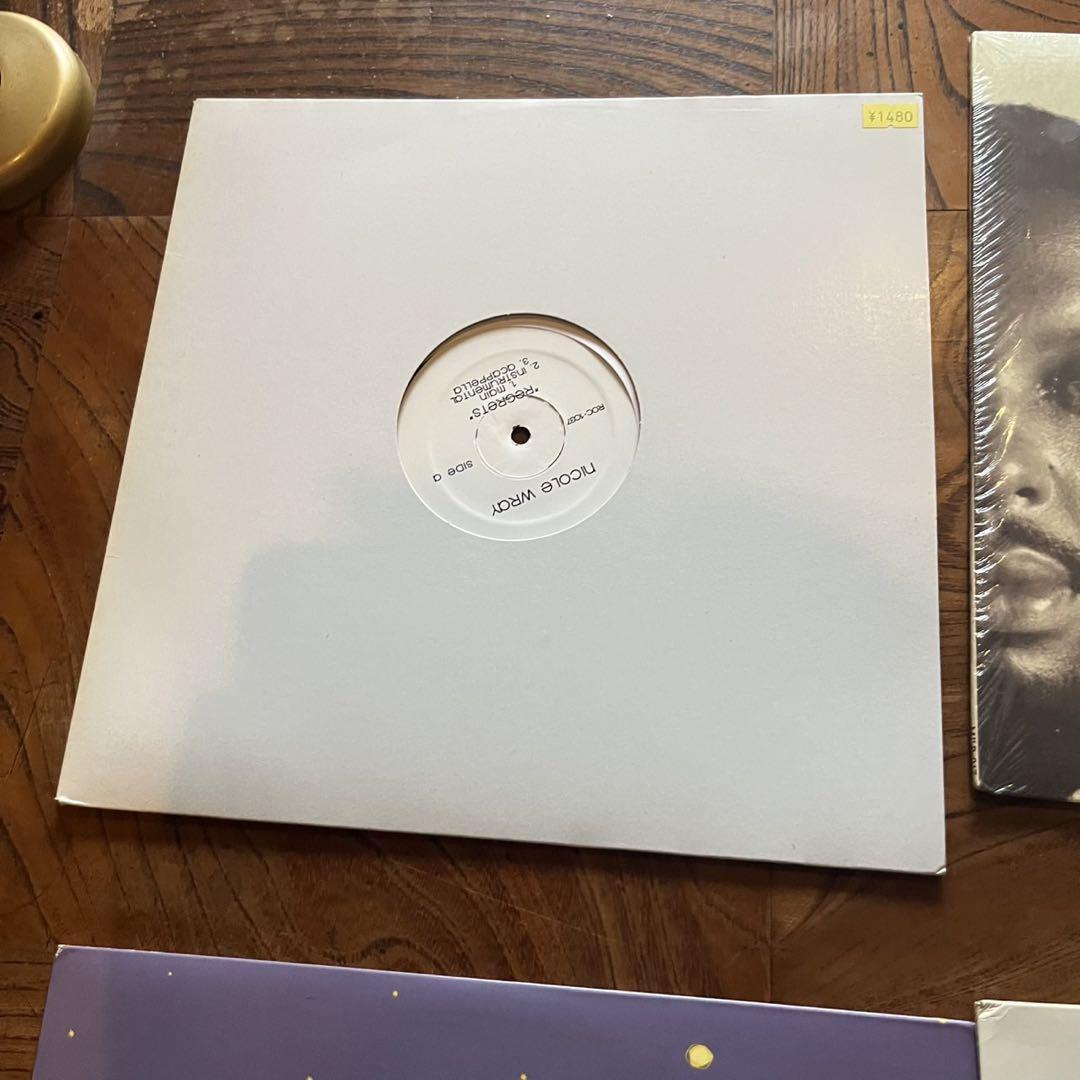 ¥1480
NICOLE WRAY
SIDE A
ROC-1037
"REGRETS"
1. MAIN
2. INSTRUMENTAL
3. ACAPPELLA